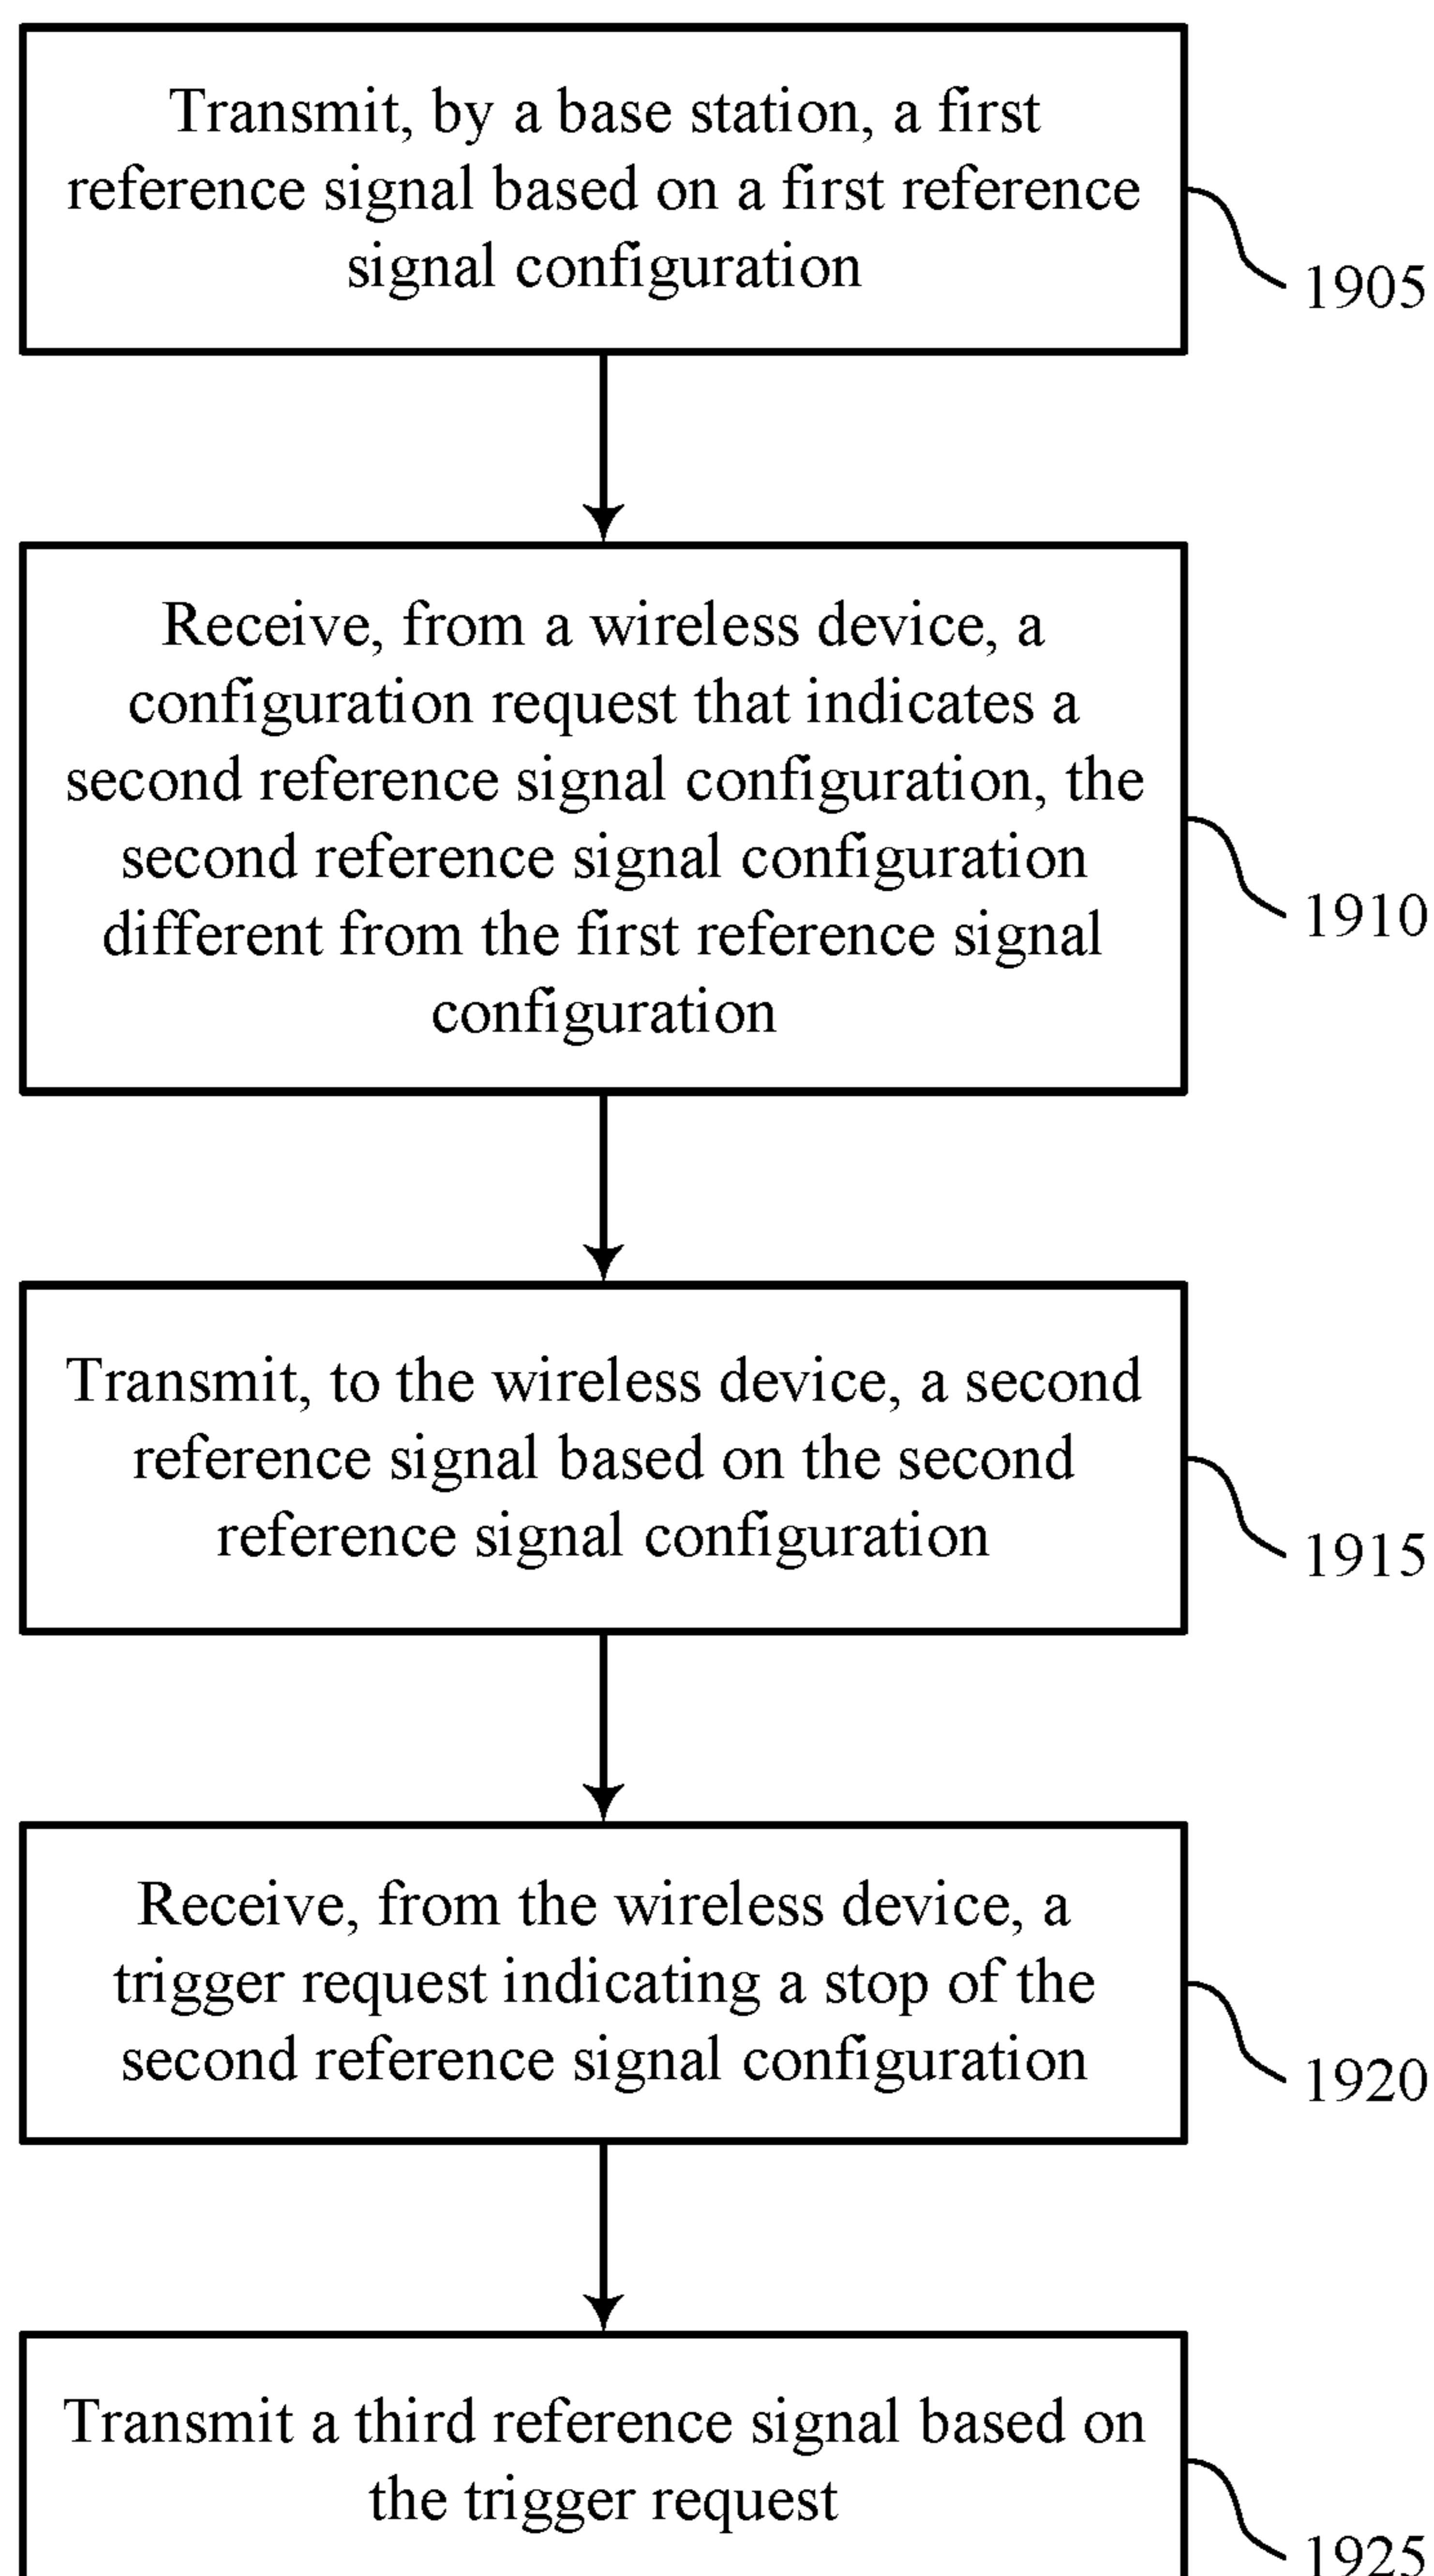 Transmit, by a base station, a first
reference signal based on a first reference
signal configuration
1905
Receive, from a wireless device, a
configuration request that indicates a
second reference signal configuration, the
second reference signal configuration
different from the first reference signal
configuration
1910
Transmit, to the wireless device, a second
reference signal based on the second
reference signal configuration
1915
Receive, from the wireless device, a
trigger request indicating a stop of the
second reference signal configuration
1920
Transmit a third reference signal based on
the trigger request
1925